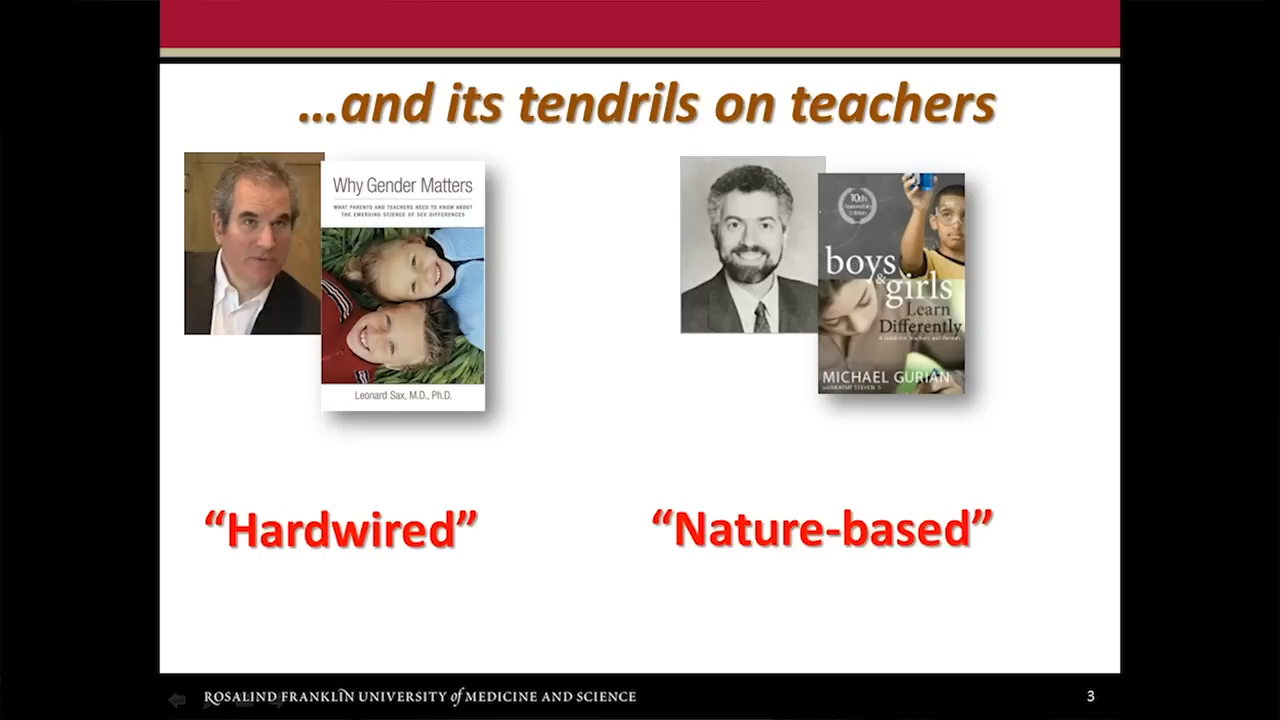 …and its tendrils on teachers
Why Gender Matters
WHAT PARENTS AND TEACHERS NEED TO KNOW ABOUT
THE EMERGING SCIENCE OF SEX DIFFERENCES
Leonard Sax, M.D., Ph.D.
10th
Anniversary
Edition
boys
& girls
Learn
Differently
A Guide for Teachers and Parents
MICHAEL GURIAN
“Hardwired”
“Nature-based”
ROSALIND FRANKLIN UNIVERSITY of MEDICINE AND SCIENCE
3